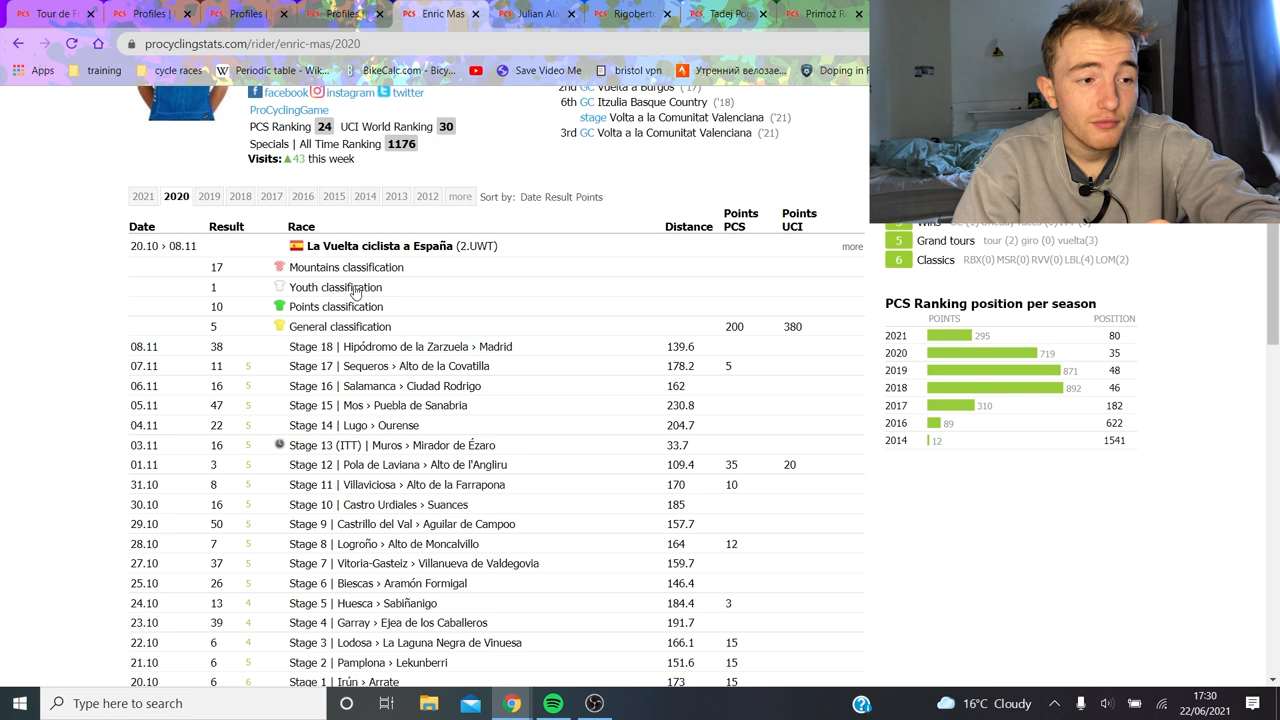 Tour de F
Profiles |
Profiles f
Enric Mas
Julian Ala
Rigoberto
Tadej Pog
Primož R
procyclingstats.com/rider/enric-mas/2020
Apps training cycle races Periodic table - Wik... BikeCalc.com - Bicy... Save Video Me bristol vpn Утренний велозае... Doping in F
2nd GC Vuelta a Burgos ('17)
facebook instagram twitter
6th GC Itzulia Basque Country ('18)
ProCyclingGame
stage Volta a la Comunitat Valenciana ('21)
PCS Ranking 24 UCI World Ranking 30
3rd GC Volta a la Comunitat Valenciana ('21)
Specials | All Time Ranking 1176
Visits: ▲43 this week
2021 2020 2019 2018 2017 2016 2015 2014 2013 2012 more Sort by: Date Result Points
Date Result Race Distance Points PCS Points UCI
20.10 › 08.11 La Vuelta ciclista a España (2.UWT) more
17 Mountains classification
1 Youth classification
10 Points classification
5 General classification 200 380
08.11 38 Stage 18 | Hipódromo de la Zarzuela › Madrid 139.6
07.11 11 5 Stage 17 | Sequeros › Alto de la Covatilla 178.2 5
06.11 16 5 Stage 16 | Salamanca › Ciudad Rodrigo 162
05.11 47 5 Stage 15 | Mos › Puebla de Sanabria 230.8
04.11 22 5 Stage 14 | Lugo › Ourense 204.7
03.11 16 5 Stage 13 (ITT) | Muros › Mirador de Ézaro 33.7
01.11 3 5 Stage 12 | Pola de Laviana › Alto de l'Angliru 109.4 35 20
31.10 8 5 Stage 11 | Villaviciosa › Alto de la Farrapona 170 10
30.10 16 5 Stage 10 | Castro Urdiales › Suances 185
29.10 50 5 Stage 9 | Castrillo del Val › Aguilar de Campoo 157.7
28.10 7 5 Stage 8 | Logroño › Alto de Moncalvillo 164 12
27.10 37 5 Stage 7 | Vitoria-Gasteiz › Villanueva de Valdegovia 159.7
25.10 26 5 Stage 6 | Biescas › Aramón Formigal 146.4
24.10 13 4 Stage 5 | Huesca › Sabiñanigo 184.4 3
23.10 39 4 Stage 4 | Garray › Ejea de los Caballeros 191.7
22.10 6 4 Stage 3 | Lodosa › La Laguna Negra de Vinuesa 166.1 15
21.10 6 5 Stage 2 | Pamplona › Lekunberri 151.6 15
20.10 6 6 Stage 1 | Irún › Arrate 173 15
5 Grand tours tour (2) giro (0) vuelta(3)
6 Classics RBX(0) MSR(0) RVV(0) LBL(4) LOM(2)
PCS Ranking position per season
POINTS POSITION
2021 295 80
2020 719 35
2019 871 48
2018 892 46
2017 310 182
2016 89 622
2014 12 1541
Type here to search
16°C Cloudy
17:30
22/06/2021